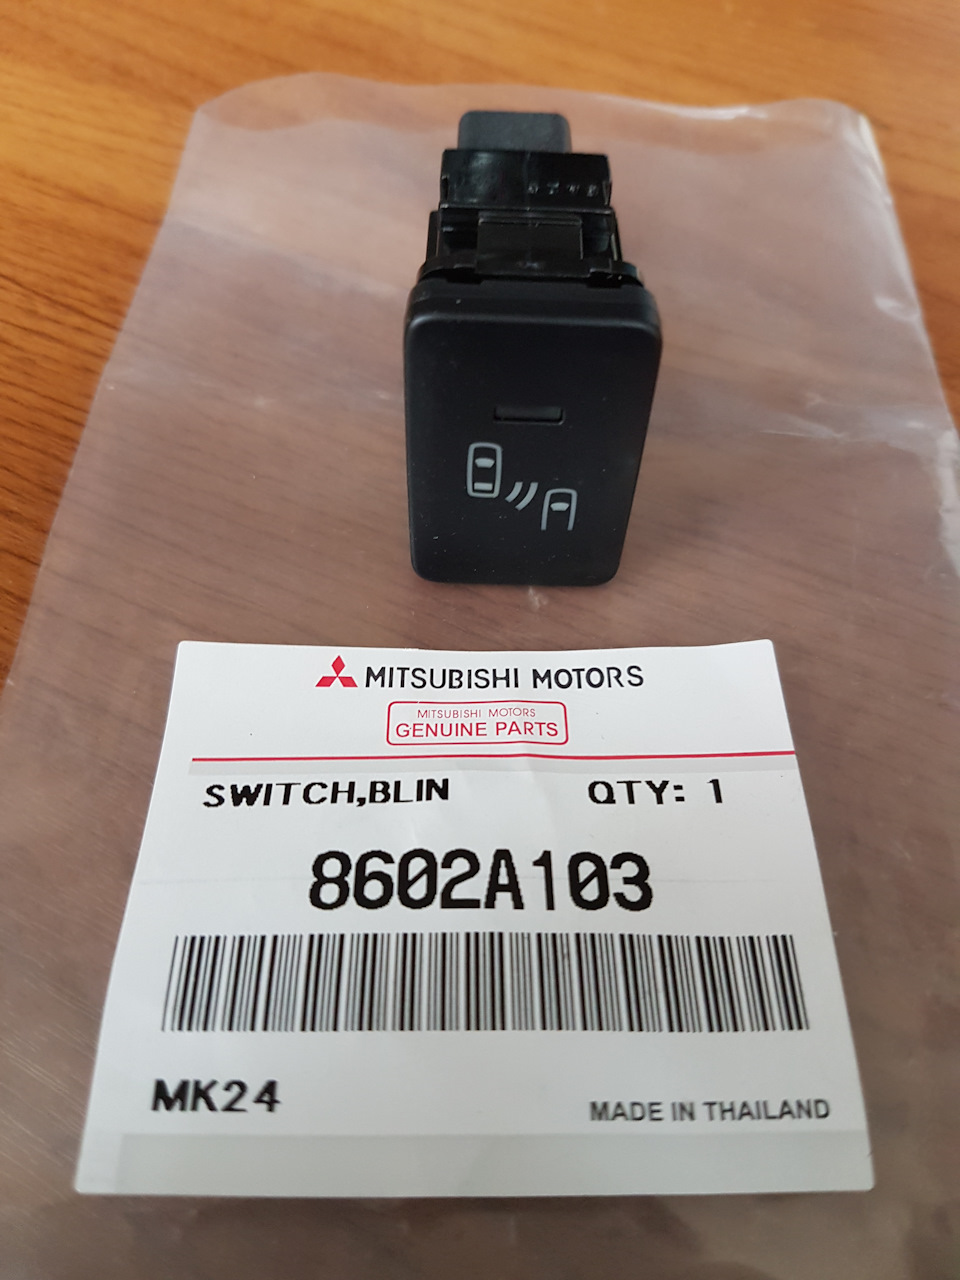 MITSUBISHI MOTORS
MITSUBISHI MOTORS
GENUINE PARTS
SWITCH,BLIN QTY: 1
8602A103
MK24
MADE IN THAILAND